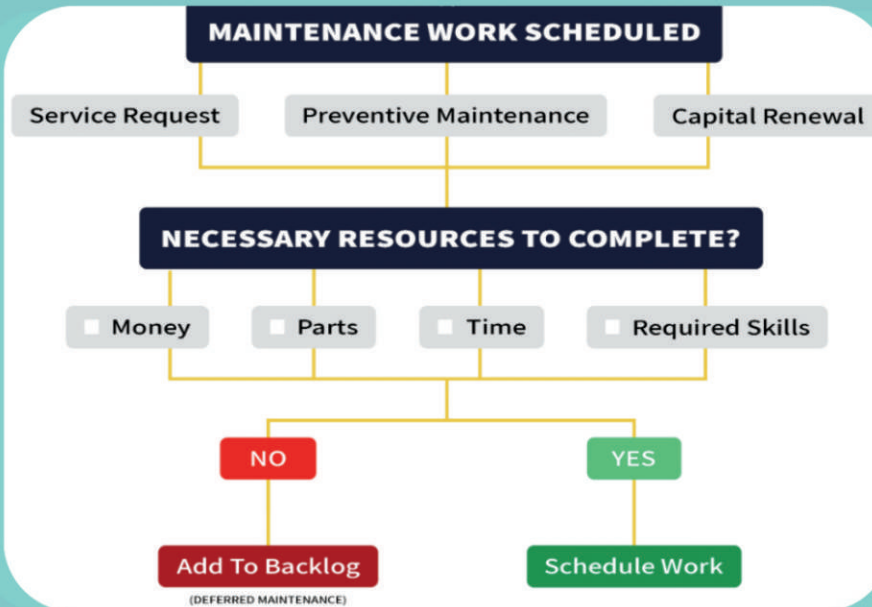 MAINTENANCE WORK SCHEDULED
Service Request
Preventive Maintenance
Capital Renewal
NECESSARY RESOURCES TO COMPLETE?
Money
Parts
Time
Required Skills
NO
YES
Add To Backlog
Schedule Work
(DEFERRED MAINTENANCE)